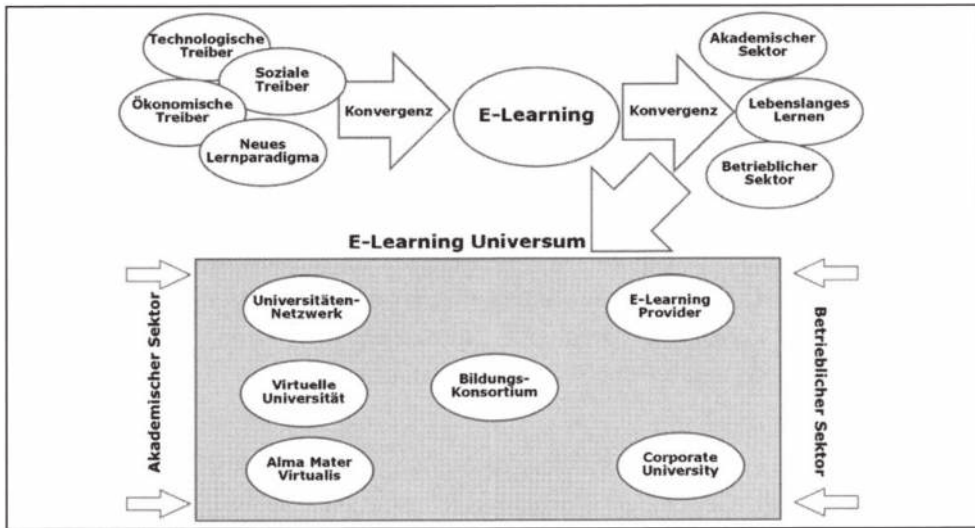 Technologische
Treiber
Soziale
Treiber
Ökonomische
Treiber
Neues
Lernparadigma
Konvergenz
E-Learning
Konvergenz
Akademischer
Sektor
Lebenslanges
Lernen
Betrieblicher
Sektor
E-Learning Universum
Akademischer Sektor
Universitäten-
Netzwerk
Virtuelle
Universität
Alma Mater
Virtualis
Bildungs-
Konsortium
E-Learning
Provider
Corporate
University
Betrieblicher Sektor